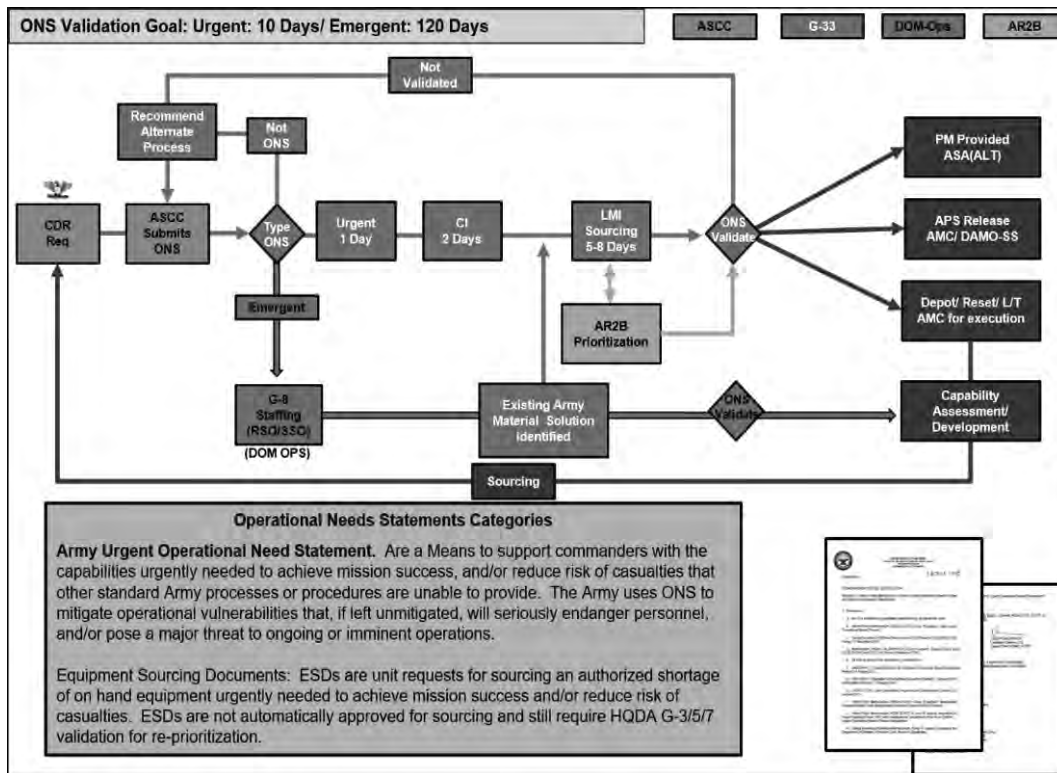 ONS Validation Goal: Urgent: 10 Days/ Emergent: 120 Days
ASCC
G-33
DOM-Ops
AR2B
Not
Validated
Recommend
Alternate
Process
Not
ONS
PM Provided
ASA(ALT)
CDR
Req
ASCC
Submits
ONS
Type
ONS
Urgent
1 Day
CI
2 Days
LMI
Sourcing
5-8 Days
ONS
Validate
APS Release
AMC/ DAMO-SS
Emergent
AR2B
Prioritization
Depot/ Reset/ L/T
AMC for execution
G-8
Staffing
(RSO/SSO)
(DOM OPS)
Existing Army
Material Solution
Identified
ONS
Validate
Capability
Assessment/
Development
Sourcing
Operational Needs Statements Categories
Army Urgent Operational Need Statement. Are a Means to support commanders with the
capabilities urgently needed to achieve mission success, and/or reduce risk of casualties that
other standard Army processes or procedures are unable to provide. The Army uses ONS to
mitigate operational vulnerabilities that, if left unmitigated, will seriously endanger personnel,
and/or pose a major threat to ongoing or imminent operations.
Equipment Sourcing Documents: ESDs are unit requests for sourcing an authorized shortage
of on hand equipment urgently needed to achieve mission success and/or reduce risk of
casualties. ESDs are not automatically approved for sourcing and still require HQDA G-3/5/7
validation for re-prioritization.